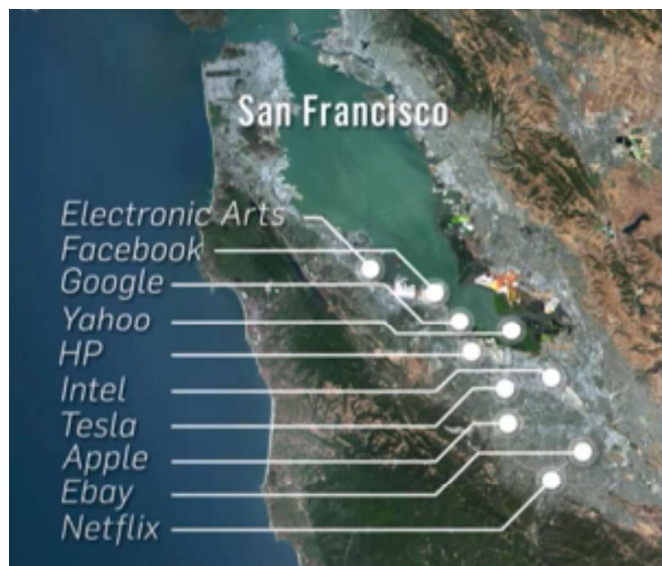 San Francisco
Electronic Arts
Facebook
Google
Yahoo
HP
Intel
Tesla
Apple
Ebay
Netflix